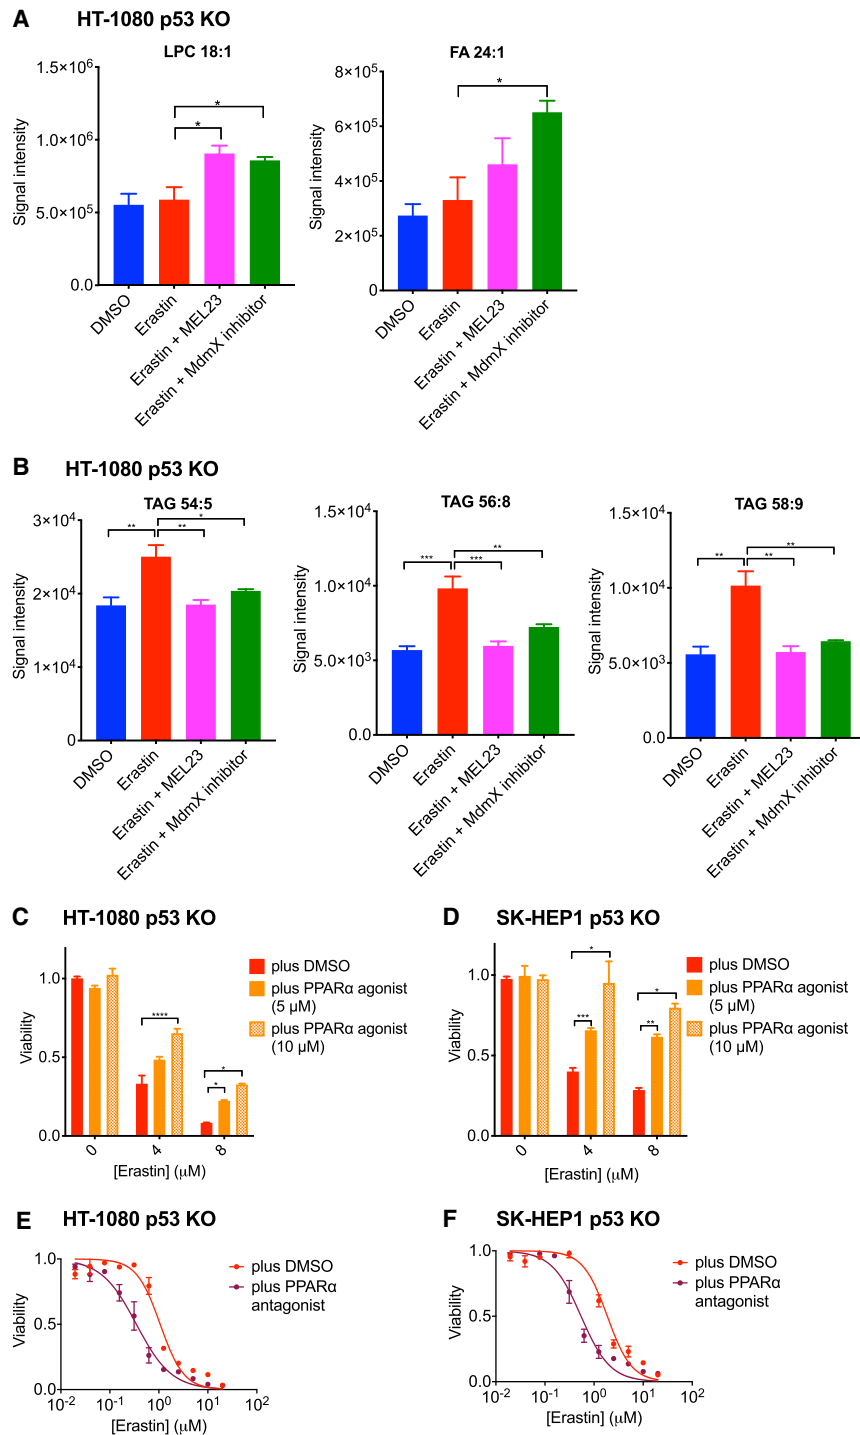 A
HT-1080 p53 KO
LPC 18:1
FA 24:1
Signal intensity
1.5×10⁶
1.0×10⁶
5.0×10⁵
0.0
*
*
DMSO
Erastin
Erastin + MEL23
Erastin + MdmX inhibitor
Signal intensity
8×10⁵
6×10⁵
4×10⁵
2×10⁵
0
*
DMSO
Erastin
Erastin + MEL23
Erastin + MdmX inhibitor
B
HT-1080 p53 KO
TAG 54:5
TAG 56:8
TAG 58:9
Signal intensity
3×10⁴
2×10⁴
1×10⁴
0
**
**
*
DMSO
Erastin
Erastin + MEL23
Erastin + MdmX inhibitor
Signal intensity
1.5×10⁴
1.0×10⁴
5.0×10³
0.0
***
***
**
DMSO
Erastin
Erastin + MEL23
Erastin + MdmX inhibitor
Signal intensity
1.5×10⁴
1.0×10⁴
5.0×10³
0.0
**
**
**
DMSO
Erastin
Erastin + MEL23
Erastin + MdmX inhibitor
C
HT-1080 p53 KO
Viability
1.0
0.5
0.0
****
*
*
0
4
8
[Erastin] (μM)
plus DMSO
plus PPARα agonist
(5 μM)
plus PPARα agonist
(10 μM)
D
SK-HEP1 p53 KO
Viability
1.0
0.5
0.0
*
***
*
**
0
4
8
[Erastin] (μM)
plus DMSO
plus PPARα agonist
(5 μM)
plus PPARα agonist
(10 μM)
E
HT-1080 p53 KO
Viability
1.0
0.5
0.0
10⁻²
10⁻¹
10⁰
10¹
10²
[Erastin] (μM)
plus DMSO
plus PPARα
antagonist
F
SK-HEP1 p53 KO
Viability
1.0
0.5
0.0
10⁻²
10⁻¹
10⁰
10¹
10²
[Erastin] (μM)
plus DMSO
plus PPARα
antagonist